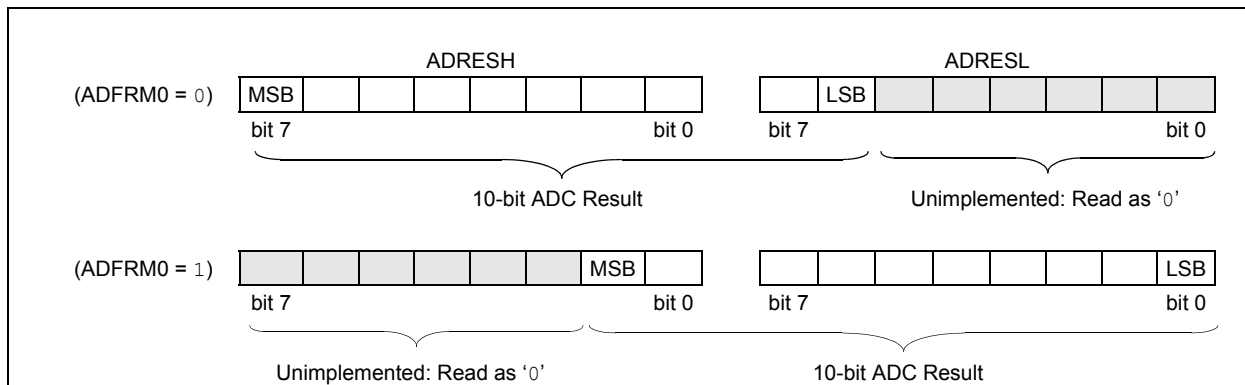 ADRESH ADRESL
(ADFRM0 = 0) MSB LSB
bit 7 bit 0 bit 7 bit 0
10-bit ADC Result Unimplemented: Read as ‘0’
(ADFRM0 = 1) MSB LSB
bit 7 bit 0 bit 7 bit 0
Unimplemented: Read as ‘0’ 10-bit ADC Result